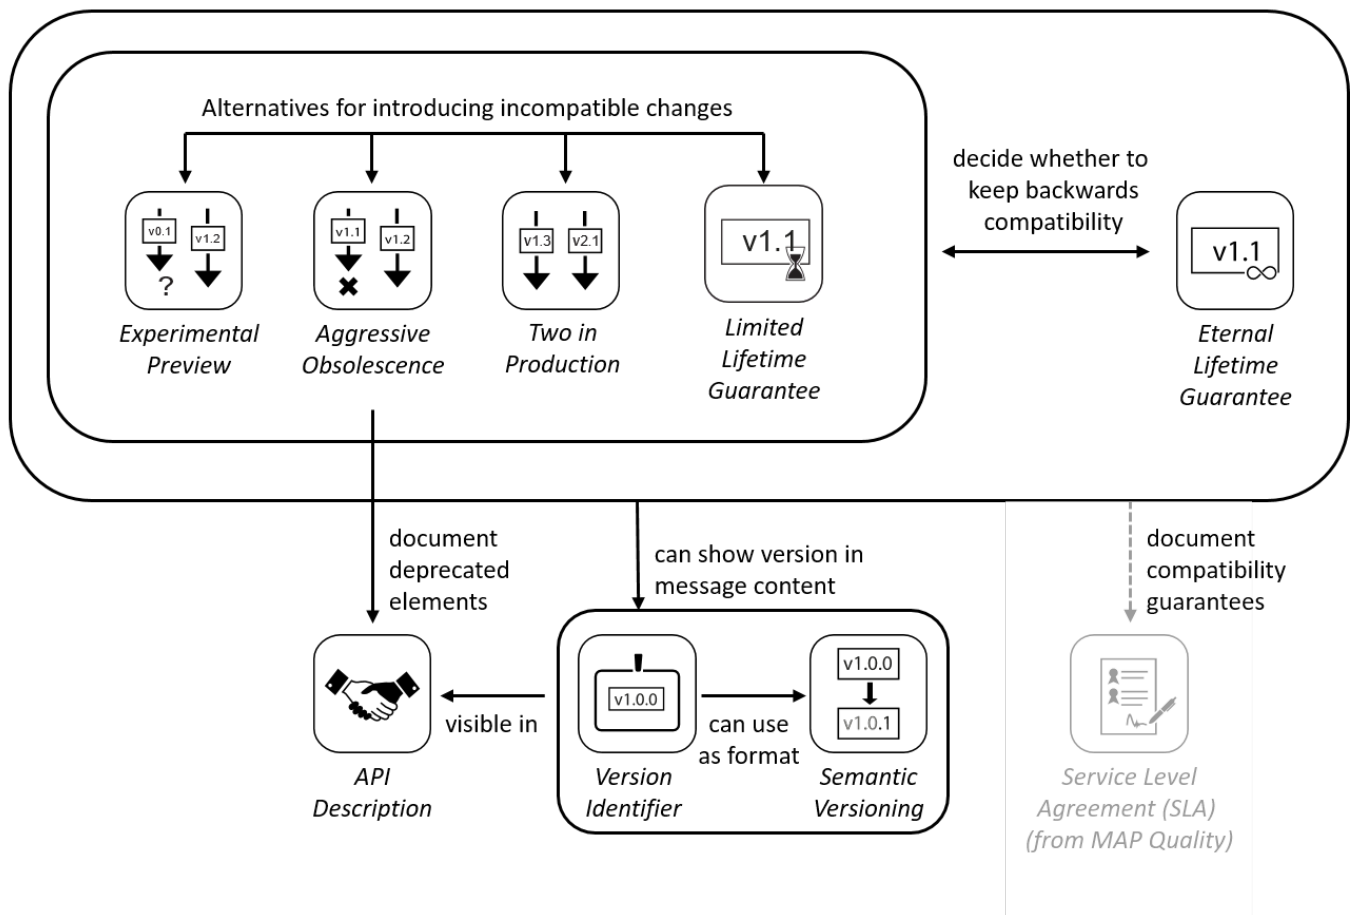 Alternatives for introducing incompatible changes
decide whether to
keep backwards
compatibility
v0.1
v1.2
?
v1.1
v1.2
v1.3
v2.1
v1.1
v1.1
∞
Experimental
Preview
Aggressive
Obsolescence
Two in
Production
Limited
Lifetime
Guarantee
Eternal
Lifetime
Guarantee
document
deprecated
elements
can show version in
message content
document
compatibility
guarantees
v1.0.0
v1.0.0
v1.0.1
visible in
can use
as format
API
Description
Version
Identifier
Semantic
Versioning
Service Level
Agreement (SLA)
(from MAP Quality)